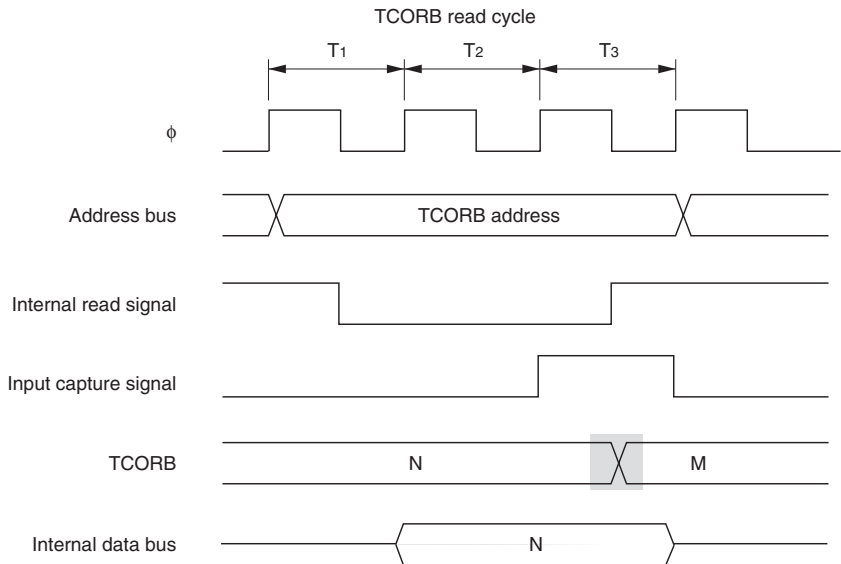 TCORB read cycle
T1 T2 T3
ϕ
Address bus TCORB address
Internal read signal
Input capture signal
TCORB N M
Internal data bus N